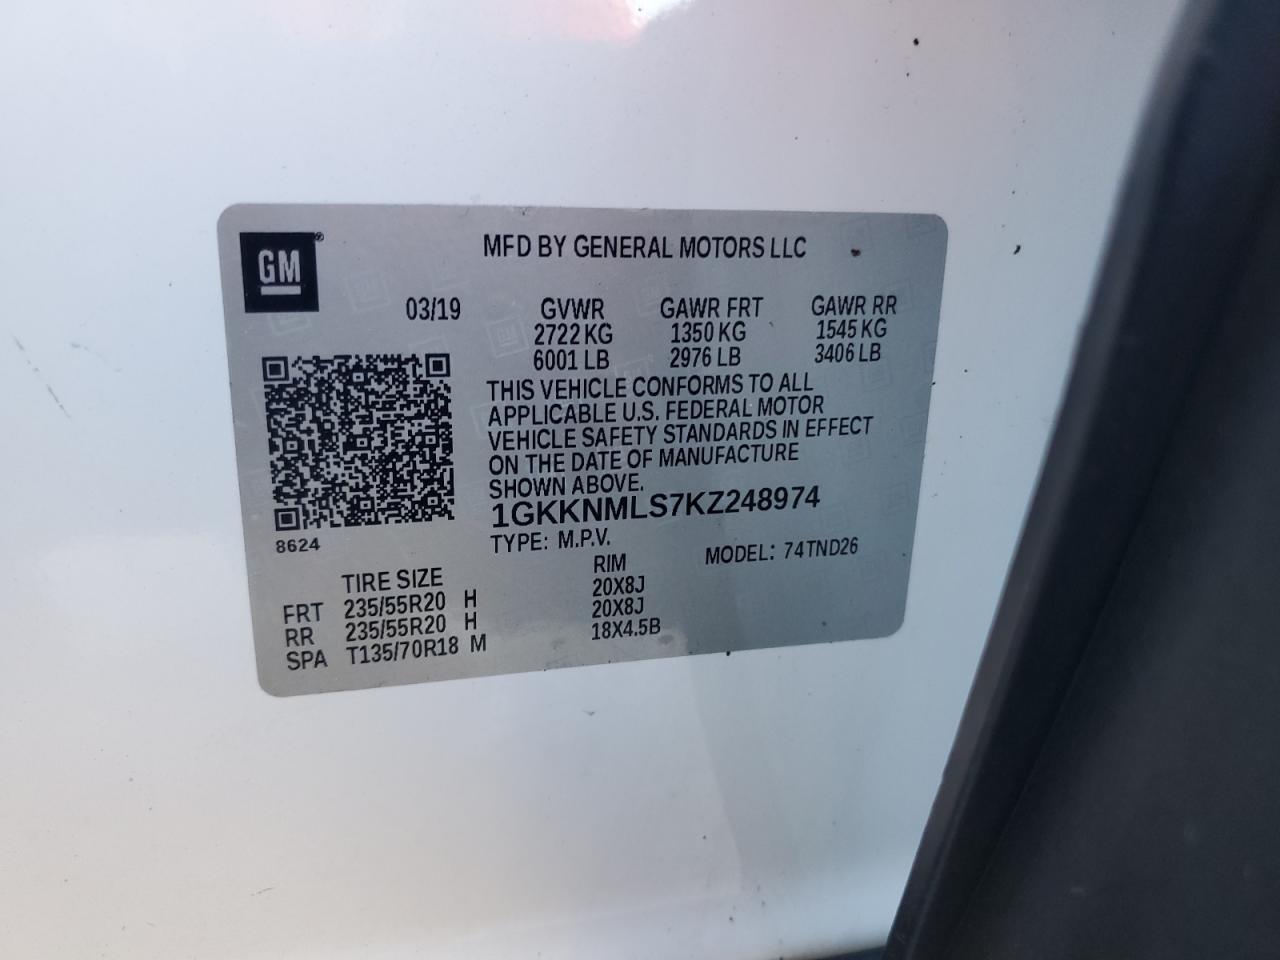 GM
MFD BY GENERAL MOTORS LLC
03/19 GVWR GAWR FRT GAWR RR
2722 KG 1350 KG 1545 KG
6001 LB 2976 LB 3406 LB
THIS VEHICLE CONFORMS TO ALL
APPLICABLE U.S. FEDERAL MOTOR
VEHICLE SAFETY STANDARDS IN EFFECT
ON THE DATE OF MANUFACTURE
SHOWN ABOVE.
1GKKNMLS7KZ248974
8624
TYPE: M.P.V. MODEL: 74TND26
TIRE SIZE RIM
FRT 235/55R20 H 20X8J
RR 235/55R20 H 20X8J
SPA T135/70R18 M 18X4.5B